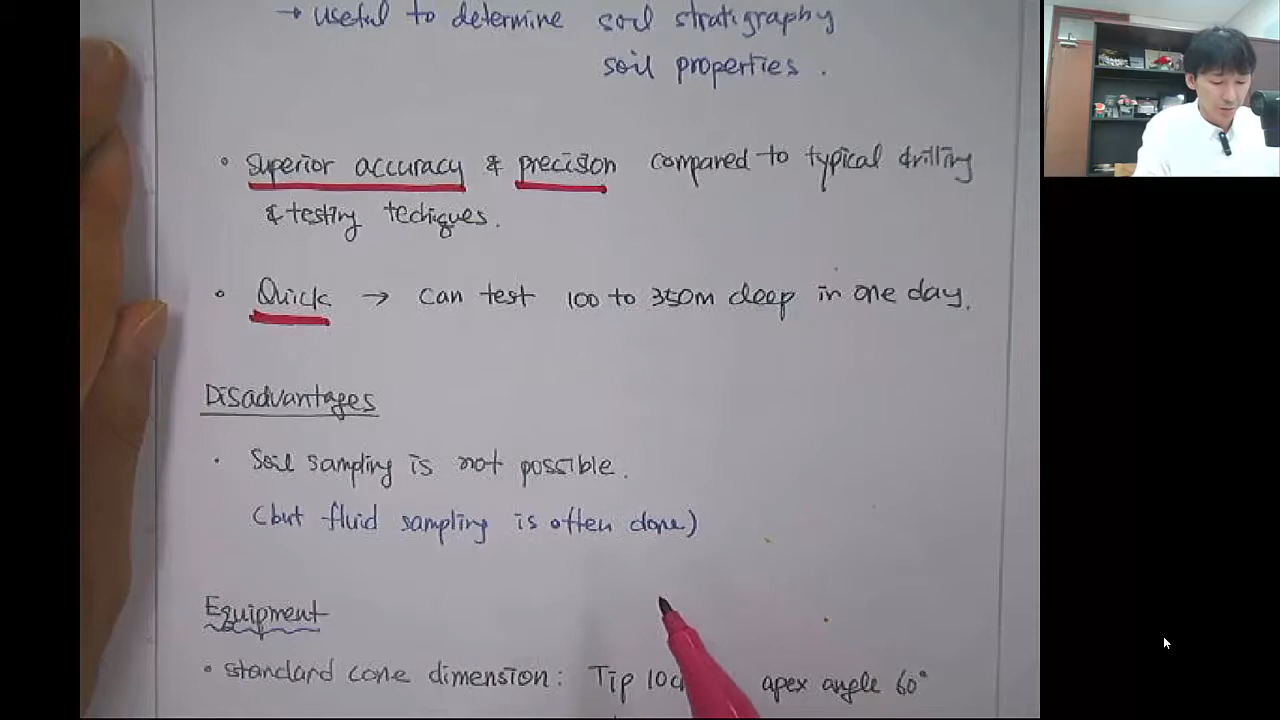 → useful to determine soil stratigraphy
soil properties .
• superior accuracy & precison compared to typical drilling
& testing techiques.
• Quick → can test 100 to 350m deep in one day.
Disadvantages
• Soil sampling is not possible.
(but fluid sampling is often done)
Equipment
• standard cone dimension: Tip 10c apex angle 60°